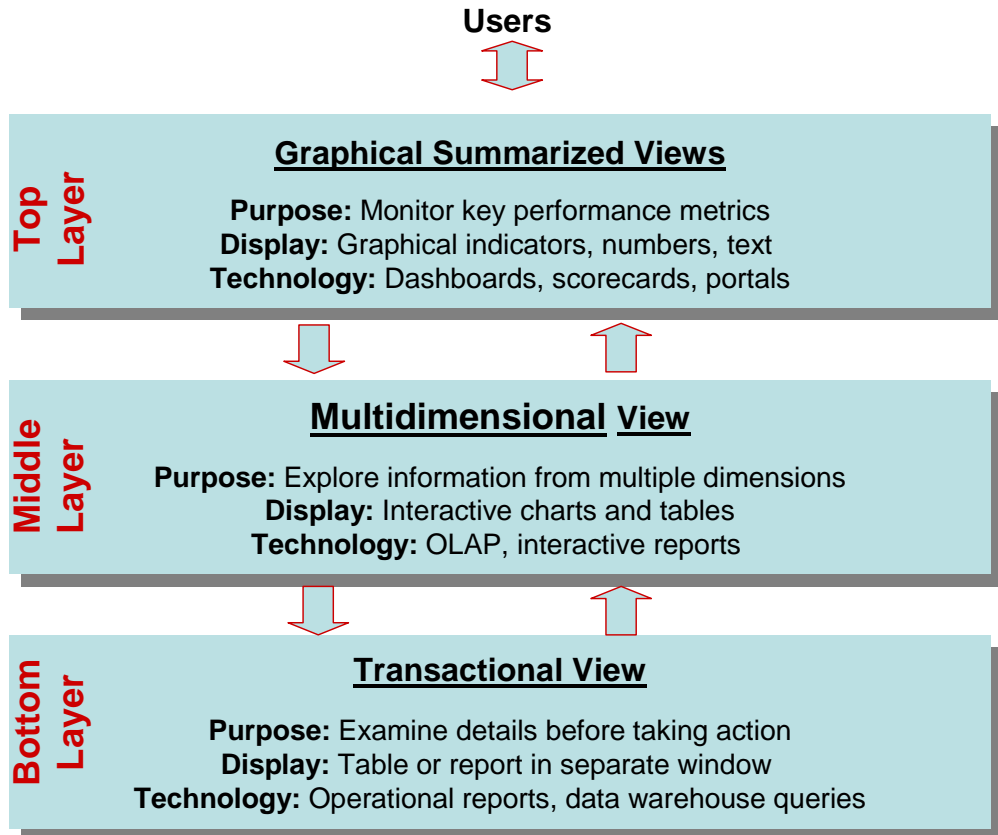 Users
Top
Layer
Graphical Summarized Views
Purpose: Monitor key performance metrics
Display: Graphical indicators, numbers, text
Technology: Dashboards, scorecards, portals
Middle
Layer
Multidimensional View
Purpose: Explore information from multiple dimensions
Display: Interactive charts and tables
Technology: OLAP, interactive reports
Bottom
Layer
Transactional View
Purpose: Examine details before taking action
Display: Table or report in separate window
Technology: Operational reports, data warehouse queries